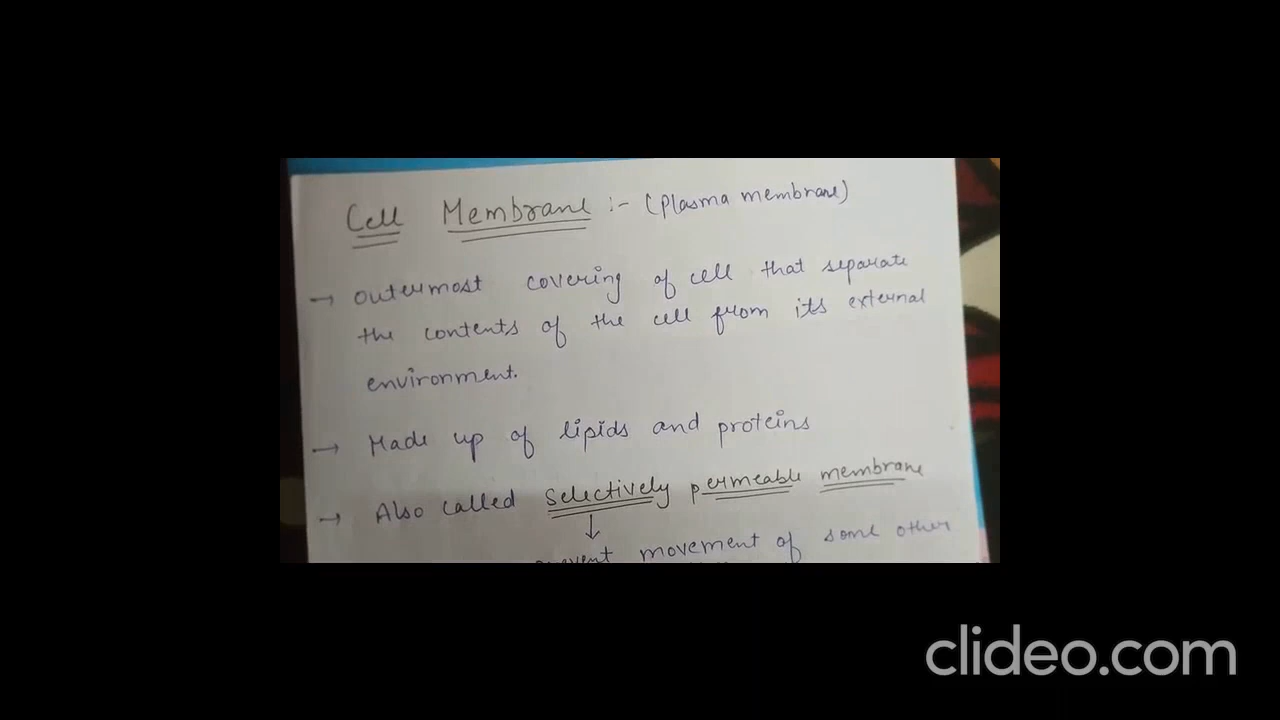 Cell Membrane :- (Plasma membrane)
→ Outermost covering of cell that separate
the contents of the cell from its external
environment.
→ Made up of lipids and proteins
→ Also called Selectively permeable membrane
↓
prevent movement of some other
clideo.com